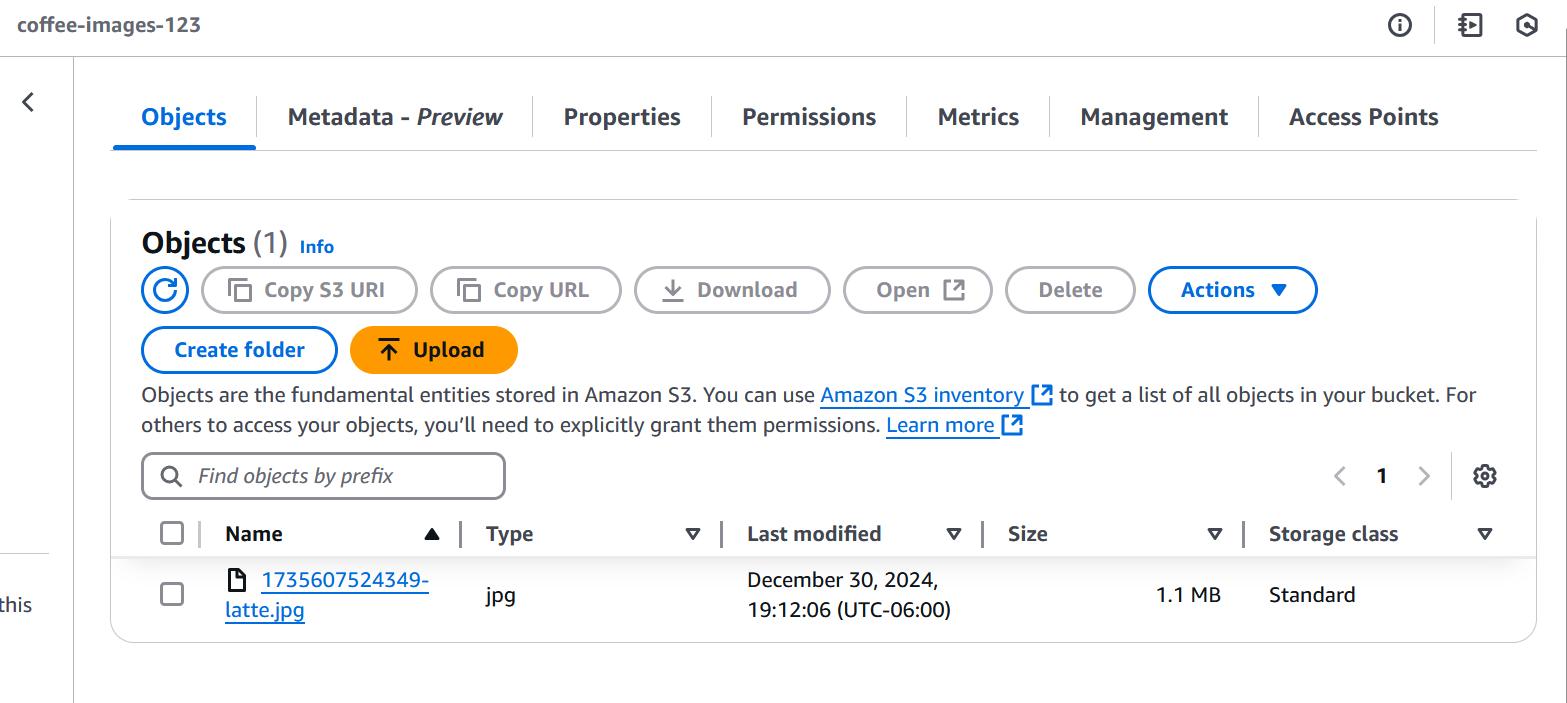 coffee-images-123
Objects
Metadata - Preview
Properties
Permissions
Metrics
Management
Access Points
Objects (1) Info
Copy S3 URI
Copy URL
Download
Open
Delete
Actions
Create folder
Upload
Objects are the fundamental entities stored in Amazon S3. You can use Amazon S3 inventory to get a list of all objects in your bucket. For
others to access your objects, you’ll need to explicitly grant them permissions. Learn more
Find objects by prefix
1
Name
Type
Last modified
Size
Storage class
this
1735607524349-
latte.jpg
jpg
December 30, 2024,
19:12:06 (UTC-06:00)
1.1 MB
Standard